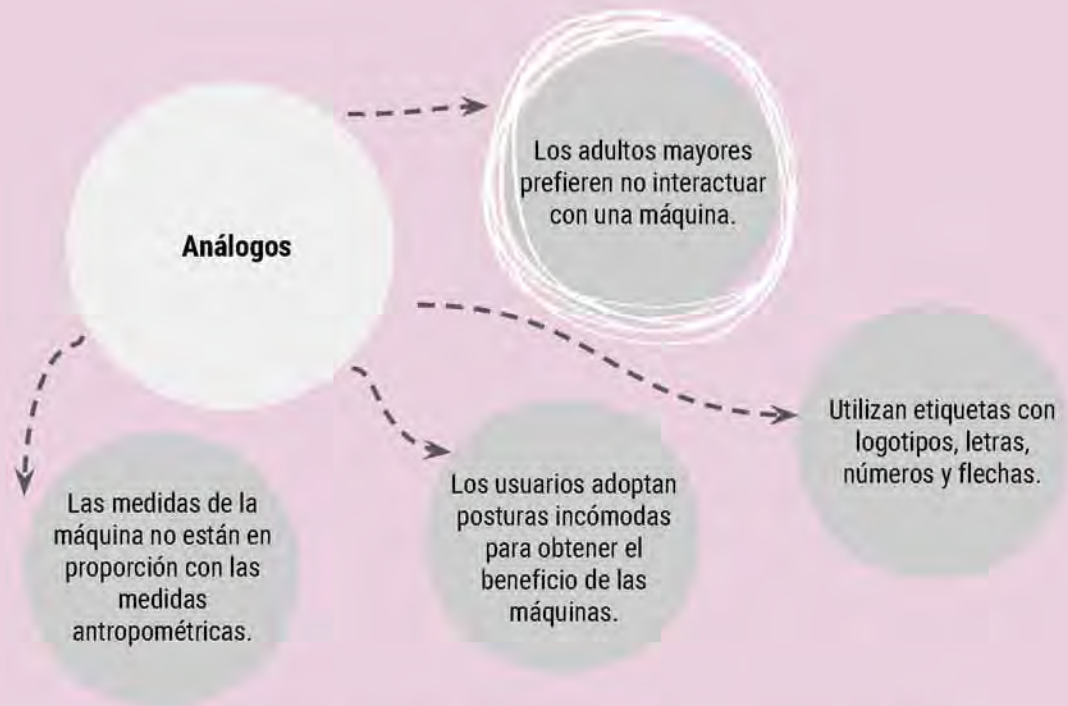 Análogos
Los adultos mayores
prefieren no interactuar
con una máquina.
Utilizan etiquetas con
logotipos, letras,
números y flechas.
Los usuarios adoptan
posturas incómodas
para obtener el
beneficio de las
máquinas.
Las medidas de la
máquina no están en
proporción con las
medidas
antropométricas.